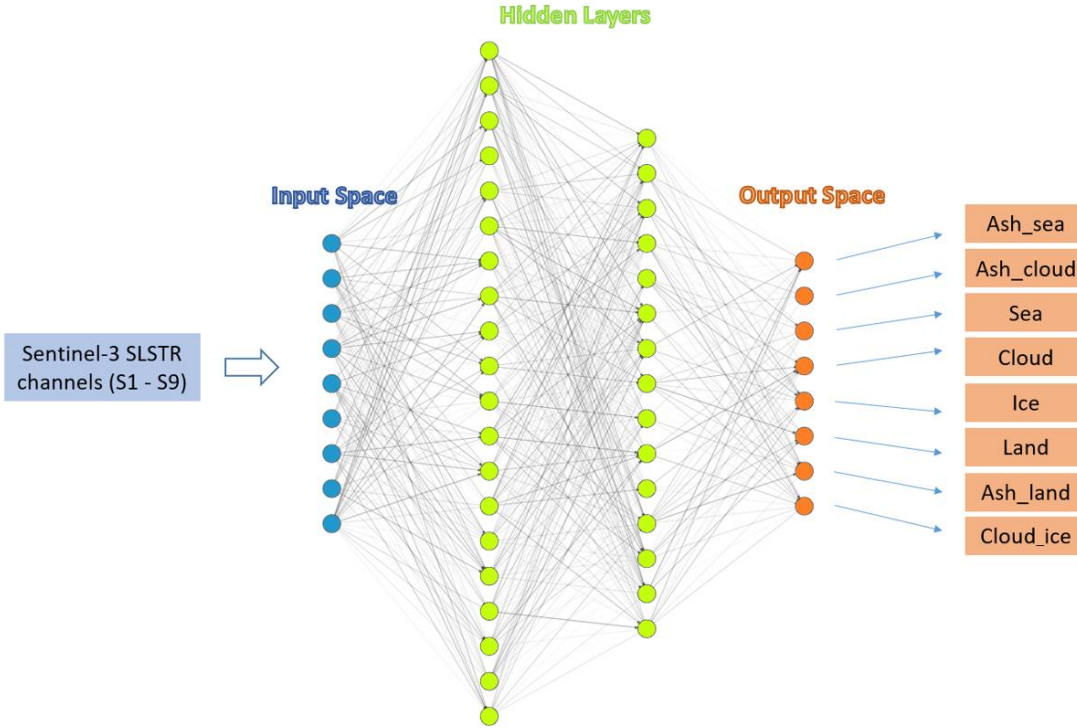 Hidden Layers
Input Space
Output Space
Sentinel-3 SLSTR
channels (S1 - S9)
Ash_sea
Ash_cloud
Sea
Cloud
Ice
Land
Ash_land
Cloud_ice